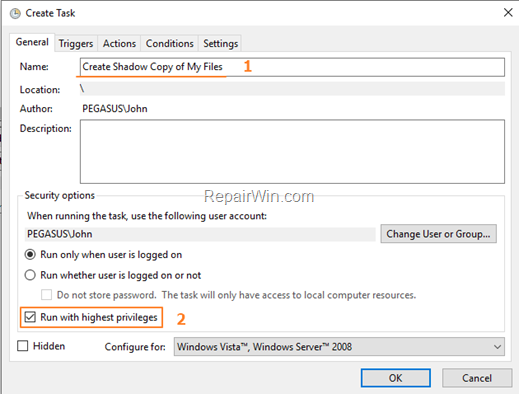 Create Task
General Triggers Actions Conditions Settings
Name: Create Shadow Copy of My Files 1
Location: \
Author: PEGASUS\John
Description:
Security options
RepairWin.com
When running the task, use the following user account:
PEGASUS\John Change User or Group...
Run only when user is logged on
Run whether user is logged on or not
Do not store password. The task will only have access to local computer resources.
Run with highest privileges 2
Hidden Configure for: Windows Vista™, Windows Server™ 2008
OK Cancel